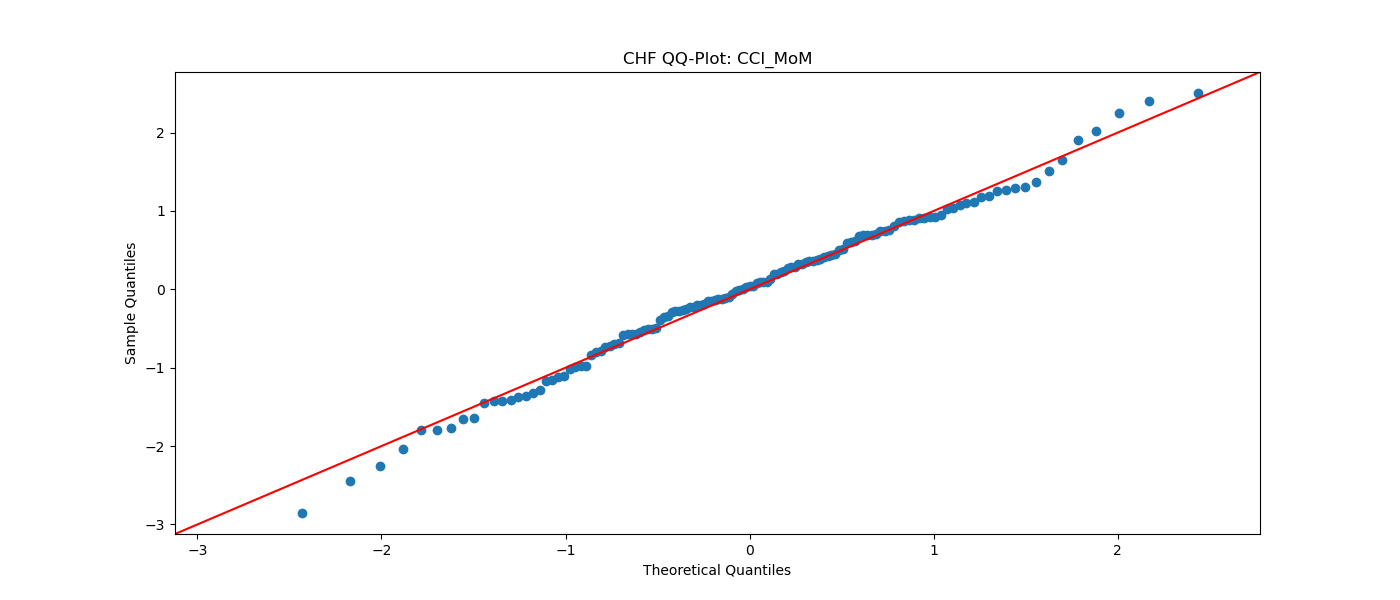 CHF QQ-Plot: CCI_MoM
2
1
0
−1
−2
−3
Sample Quantiles
−3 −2 −1 0 1 2
Theoretical Quantiles